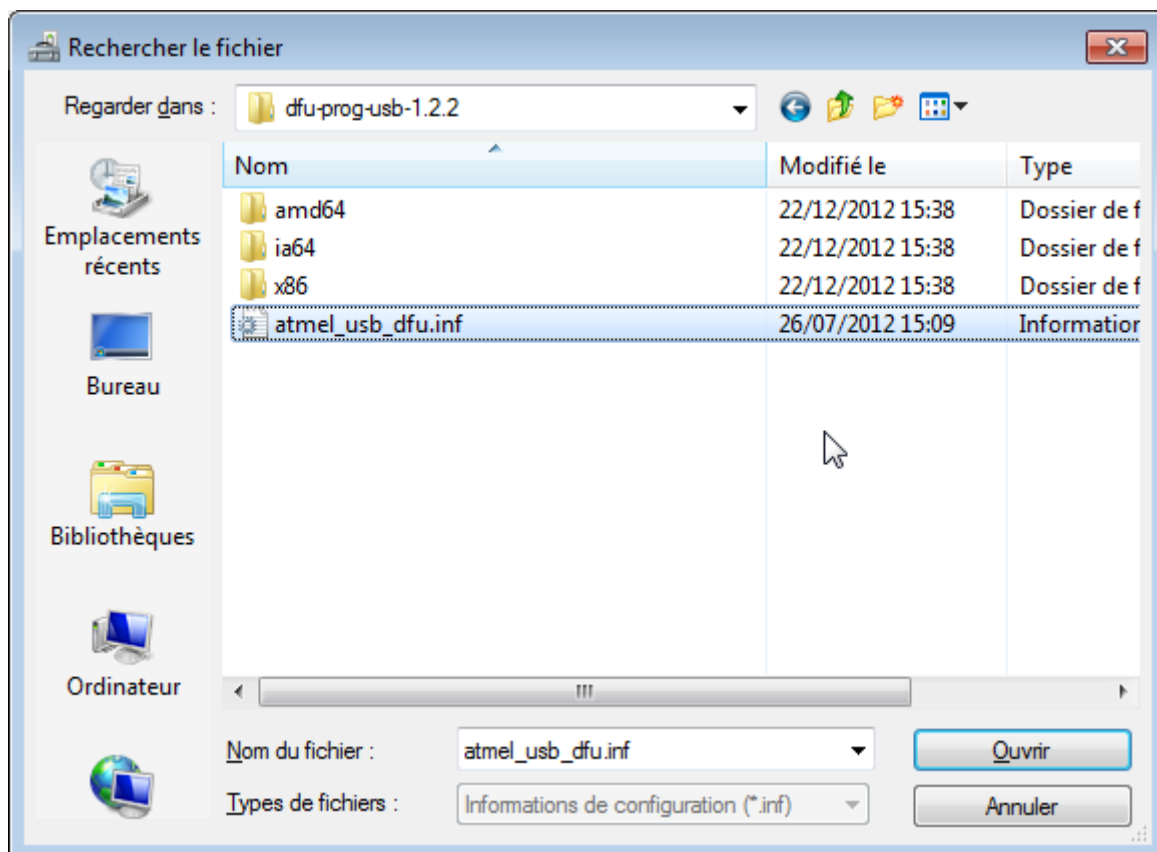 Rechercher le fichier
Regarder dans :
dfu-prog-usb-1.2.2
Nom
Modifié le
Type
amd64
22/12/2012 15:38
Dossier de f
ia64
22/12/2012 15:38
Dossier de f
x86
22/12/2012 15:38
Dossier de f
atmel_usb_dfu.inf
26/07/2012 15:09
Information
Emplacements
récents
Bureau
Bibliothèques
Ordinateur
Nom du fichier :
atmel_usb_dfu.inf
Ouvrir
Types de fichiers :
Informations de configuration (*.inf)
Annuler